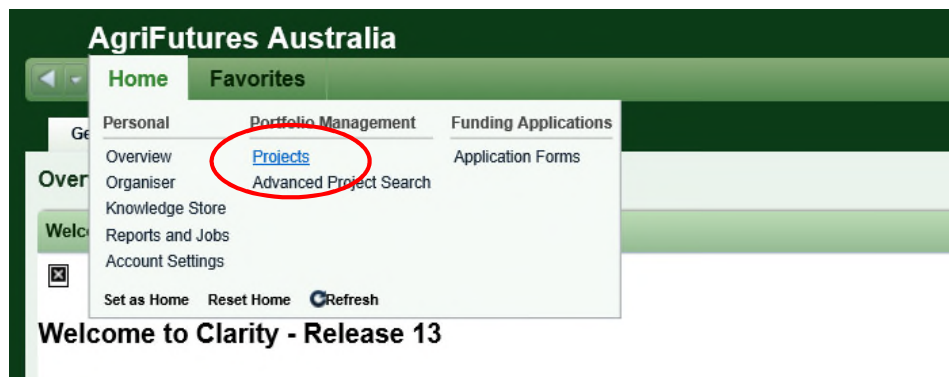 AgriFutures Australia
Home Favorites
Ge
Personal Portfolio Management Funding Applications
Overview Projects Application Forms
Over
Organiser Advanced Project Search
Knowledge Store
Welc
Reports and Jobs
Account Settings
Set as Home Reset Home Refresh
Welcome to Clarity - Release 13